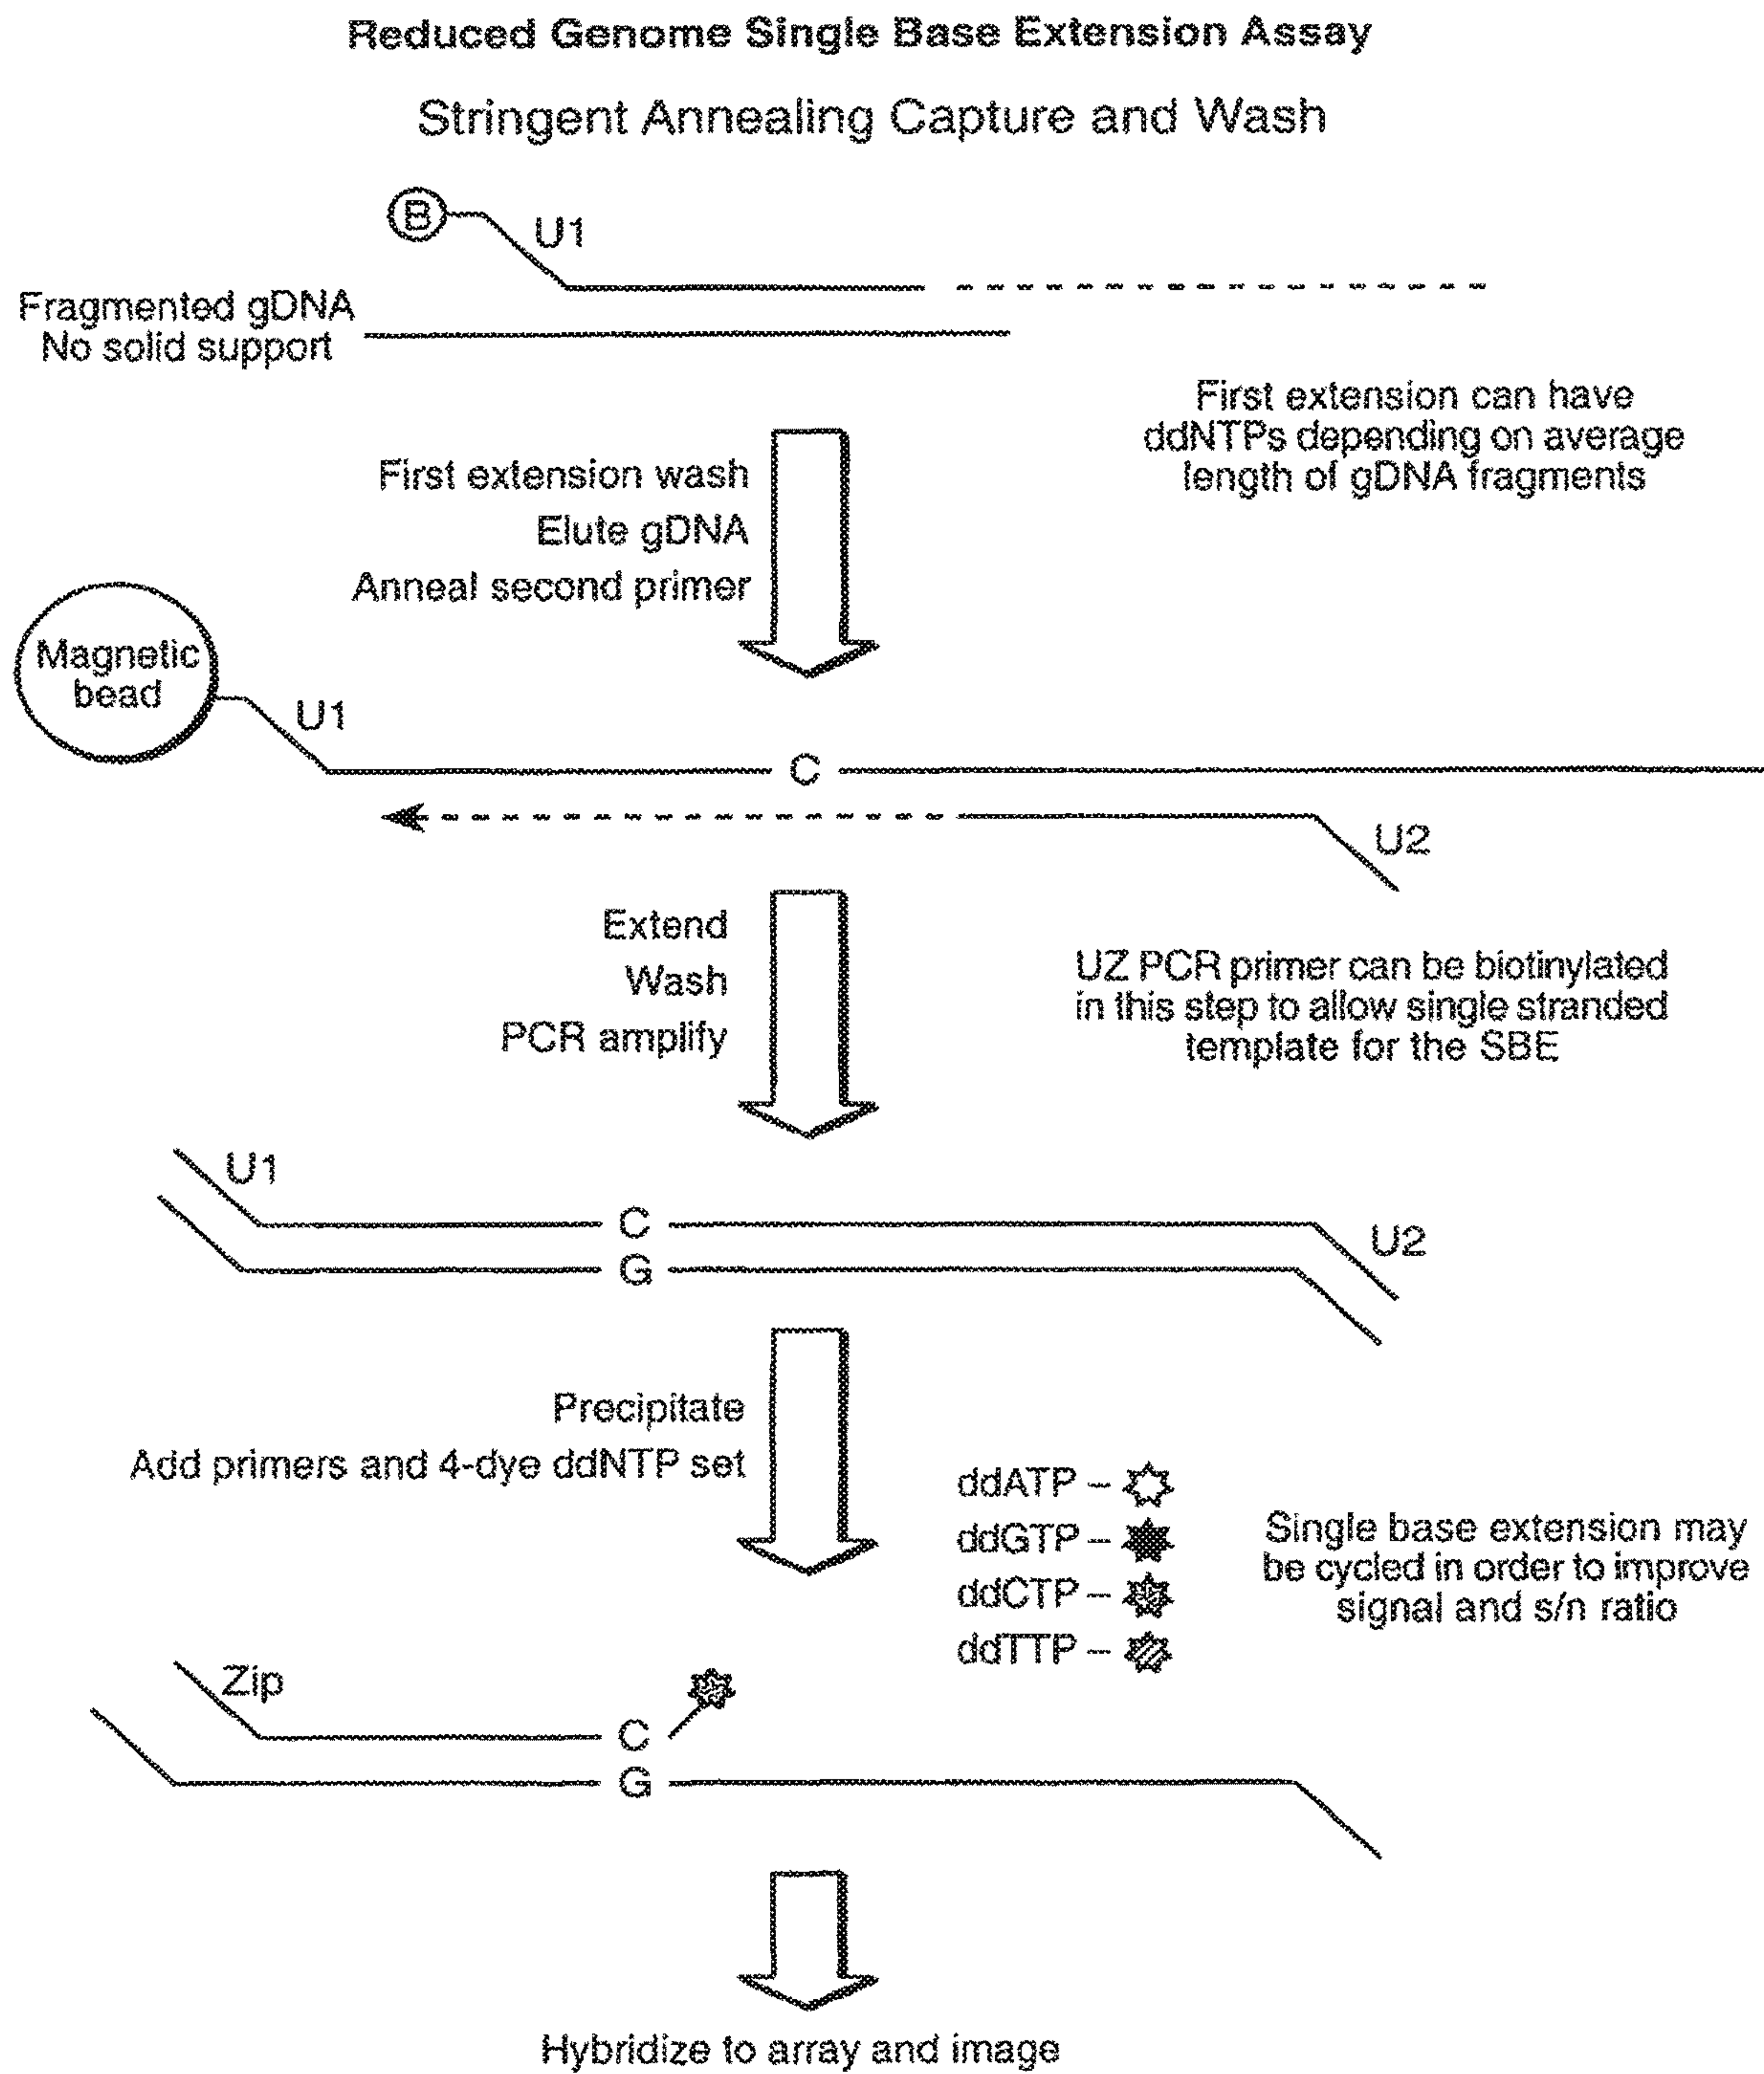 Reduced Genome Single Base Extension Assay
Stringent Annealing Capture and Wash
B
U1
Fragmented gDNA
No solid support
First extension can have
ddNTPs depending on average
length of gDNA fragments
First extension wash
Elute gDNA
Anneal second primer
Magnetic
bead
U1
C
U2
Extend
Wash
PCR amplify
UZ PCR primer can be biotinylated
in this step to allow single stranded
template for the SBE
U1
C
G
U2
Precipitate
Add primers and 4-dye ddNTP set
ddATP –
ddGTP –
ddCTP –
ddTTP –
Single base extension may
be cycled in order to improve
signal and s/n ratio
Zip
C
G
Hybridize to array and image